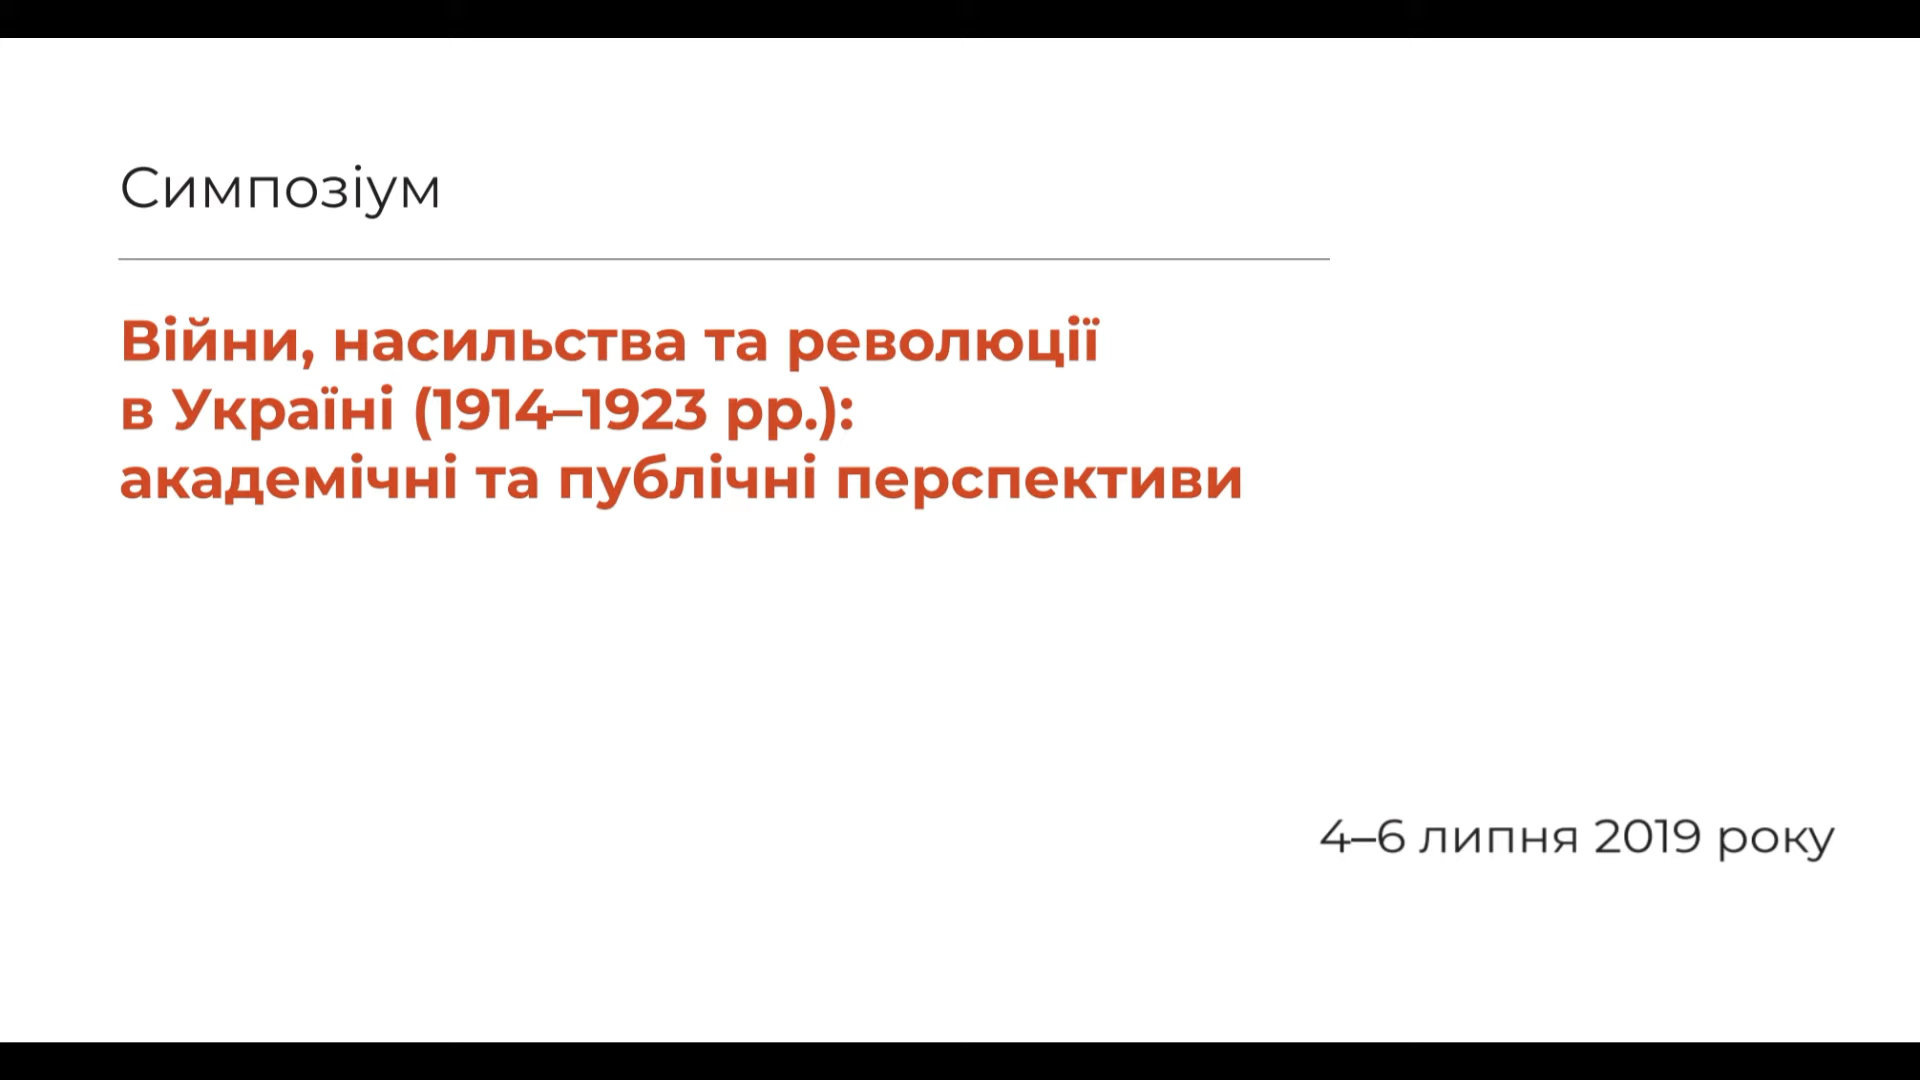 Симпозіум
Війни, насильства та революції
в Україні (1914–1923 рр.):
академічні та публічні перспективи
4–6 липня 2019 року